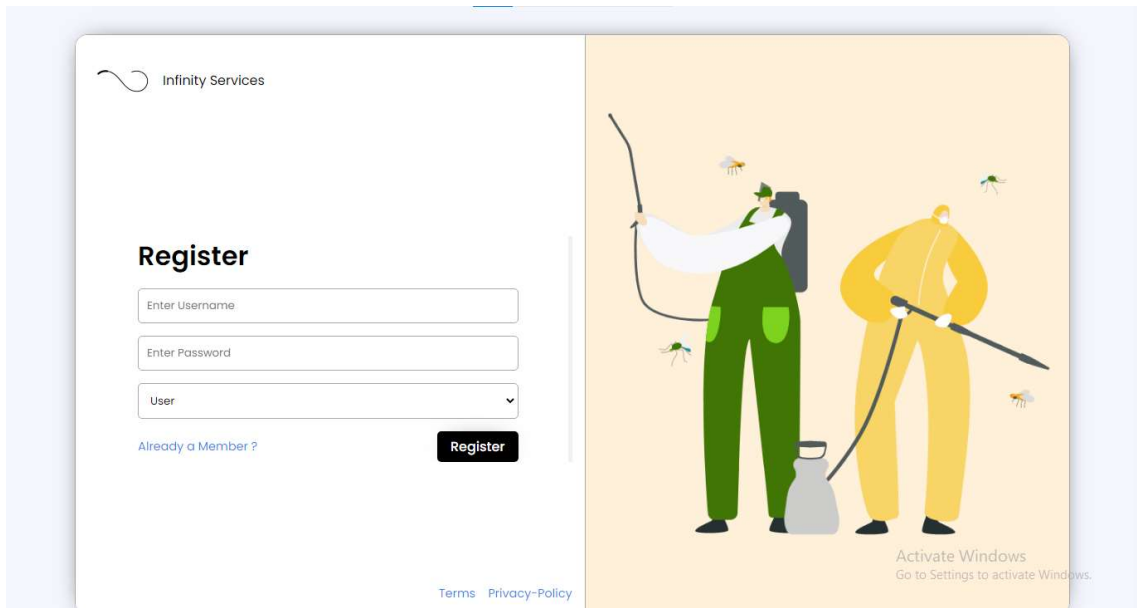 Infinity Services
Register
Enter Username
Enter Password
User
Already a Member ?
Register
Terms Privacy-Policy
Activate Windows
Go to Settings to activate Windows.